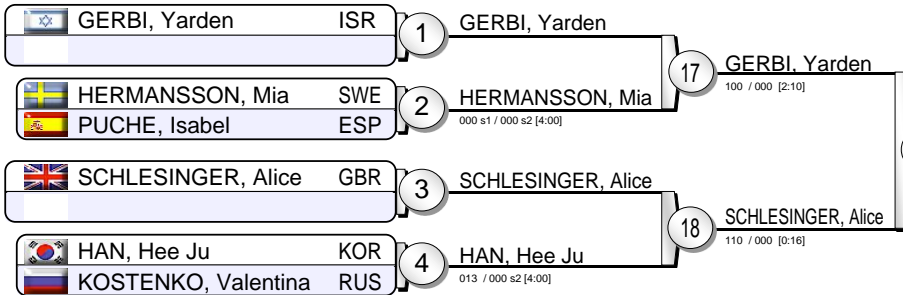 GERBI, Yarden ISR
1
GERBI, Yarden
HERMANSSON, Mia SWE
PUCHE, Isabel ESP
2
HERMANSSON, Mia
000 s1 / 000 s2 [4:00]
17
GERBI, Yarden
100 / 000 [2:10]
SCHLESINGER, Alice GBR
3
SCHLESINGER, Alice
HAN, Hee Ju KOR
KOSTENKO, Valentina RUS
4
HAN, Hee Ju
013 / 000 s2 [4:00]
18
SCHLESINGER, Alice
110 / 000 [0:16]